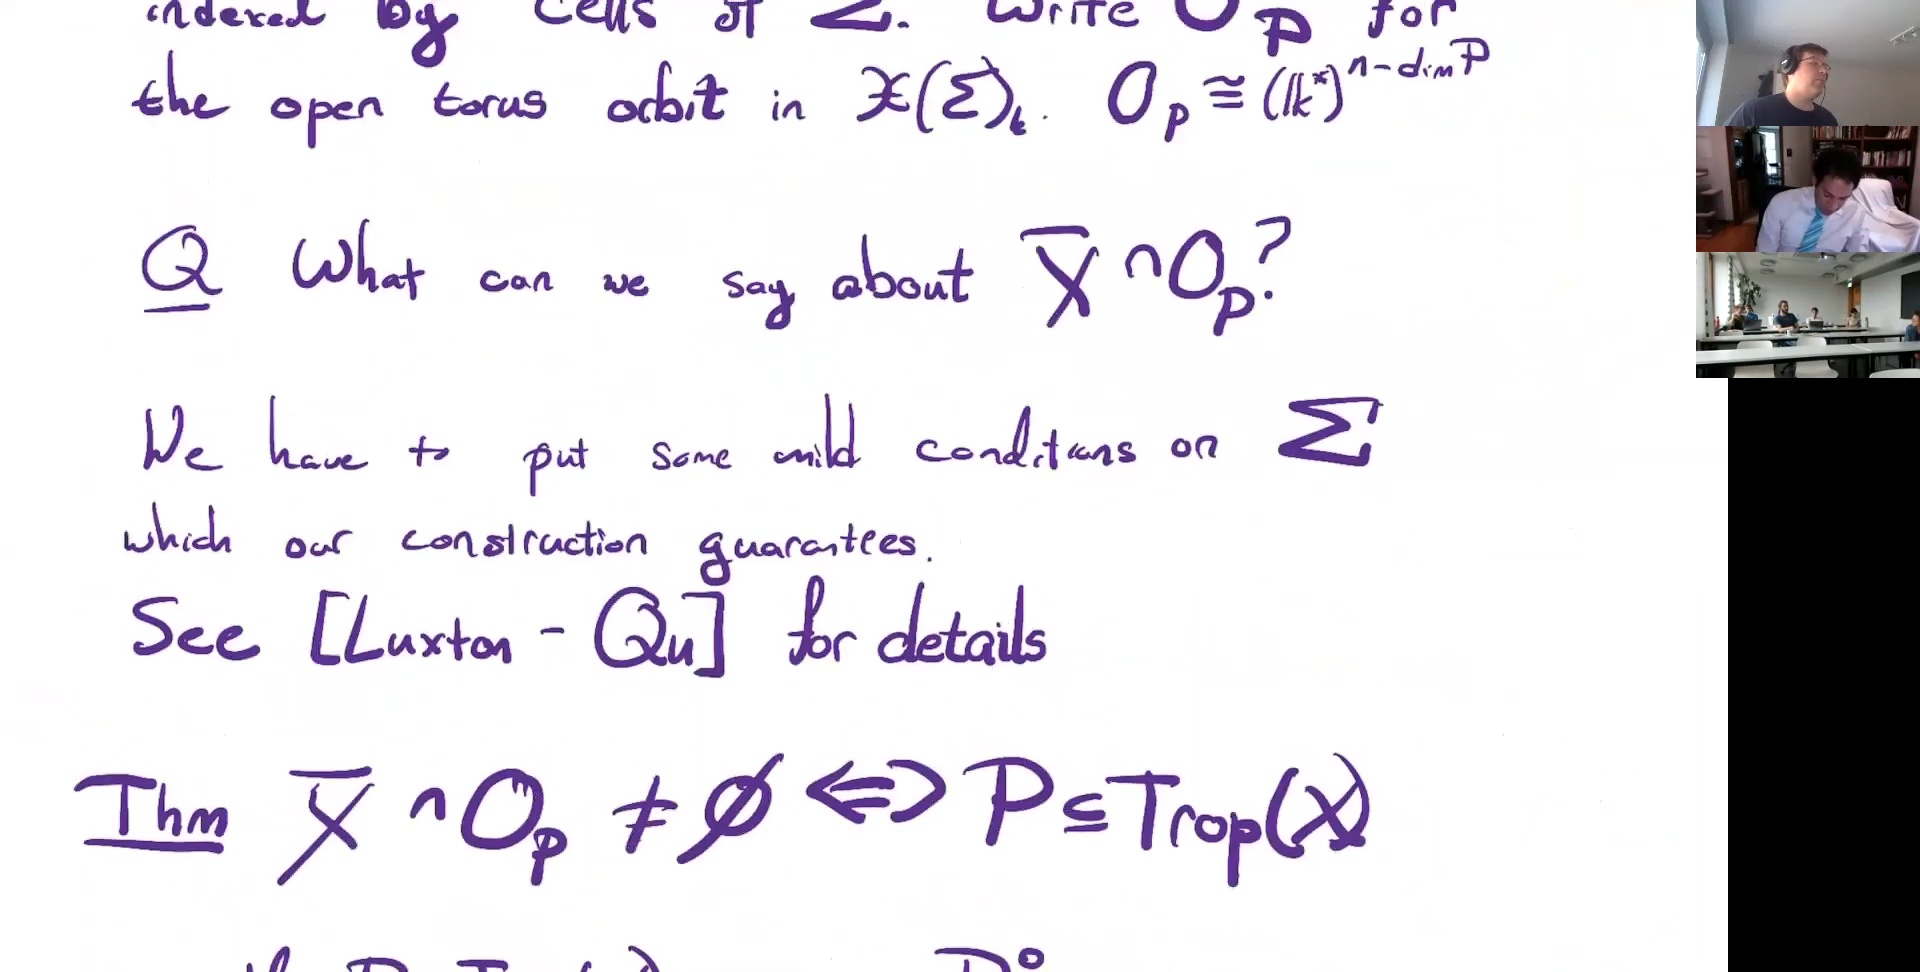 indexed by cells of Σ. Write O_P for
the open torus orbit in 𝔛(Σ)ₖ. O_P ≅ (𝕜*)^{n-dim P}
Q What can we say about X̄ ∩ O_P?
We have to put some mild conditions on Σ
which our construction guarantees.
See [Luxton - Qu] for details
Thm X̄ ∩ O_P ≠ ∅ ⟺ P ⊆ Trop(X)